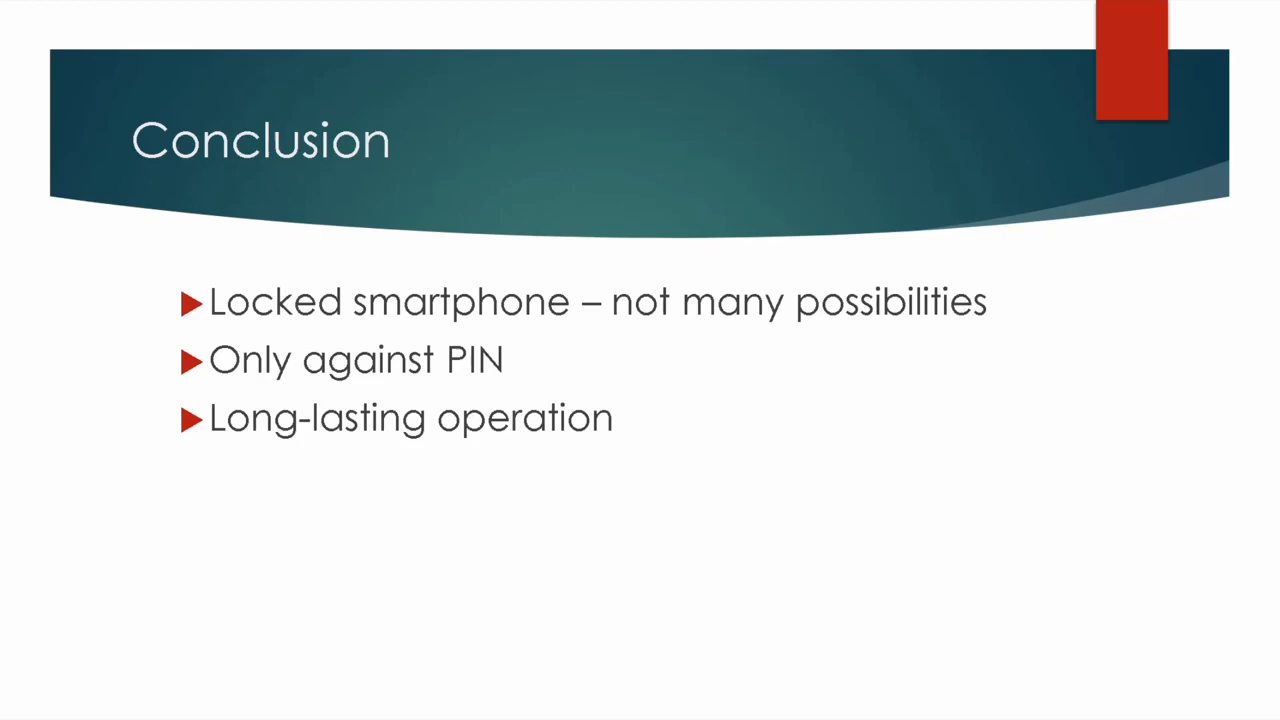 Conclusion
Locked smartphone – not many possibilities
Only against PIN
Long-lasting operation